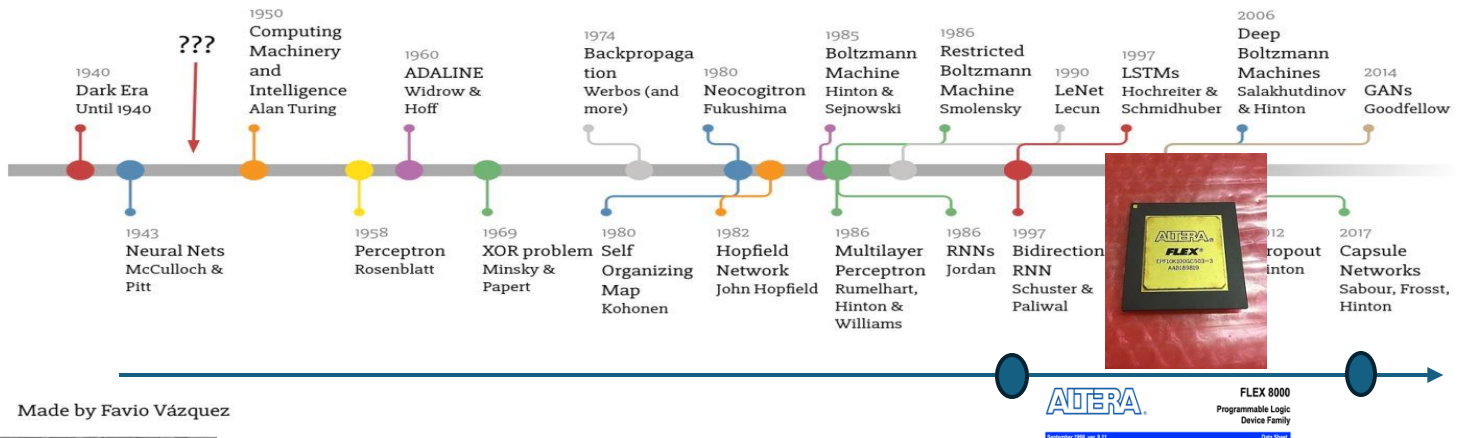 ???
1940
Dark Era
Until 1940
1950
Computing
Machinery
and
Intelligence
Alan Turing
1960
ADALINE
Widrow &
Hoff
1974
Backpropaga
tion
Werbos (and
more)
1980
Neocogitron
Fukushima
1985
Boltzmann
Machine
Hinton &
Sejnowski
1986
Restricted
Boltzmann
Machine
Smolensky
1990
LeNet
Lecun
1997
LSTMs
Hochreiter &
Schmidhuber
2006
Deep
Boltzmann
Machines
Salakhutdinov
& Hinton
2014
GANs
Goodfellow
1943
Neural Nets
McCulloch &
Pitt
1958
Perceptron
Rosenblatt
1969
XOR problem
Minsky &
Papert
1980
Self
Organizing
Map
Kohonen
1982
Hopfield
Network
John Hopfield
1986
Multilayer
Perceptron
Rumelhart,
Hinton &
Williams
1986
RNNs
Jordan
1997
Bidirection
RNN
Schuster &
Paliwal
ALTERA®
FLEX®
EPF10K100GC503-3
012
ropout
inton
2017
Capsule
Networks
Sabour, Frosst,
Hinton
Made by Favio Vázquez
ALTERA®
FLEX 8000
Programmable Logic
Device Family
Data Sheet